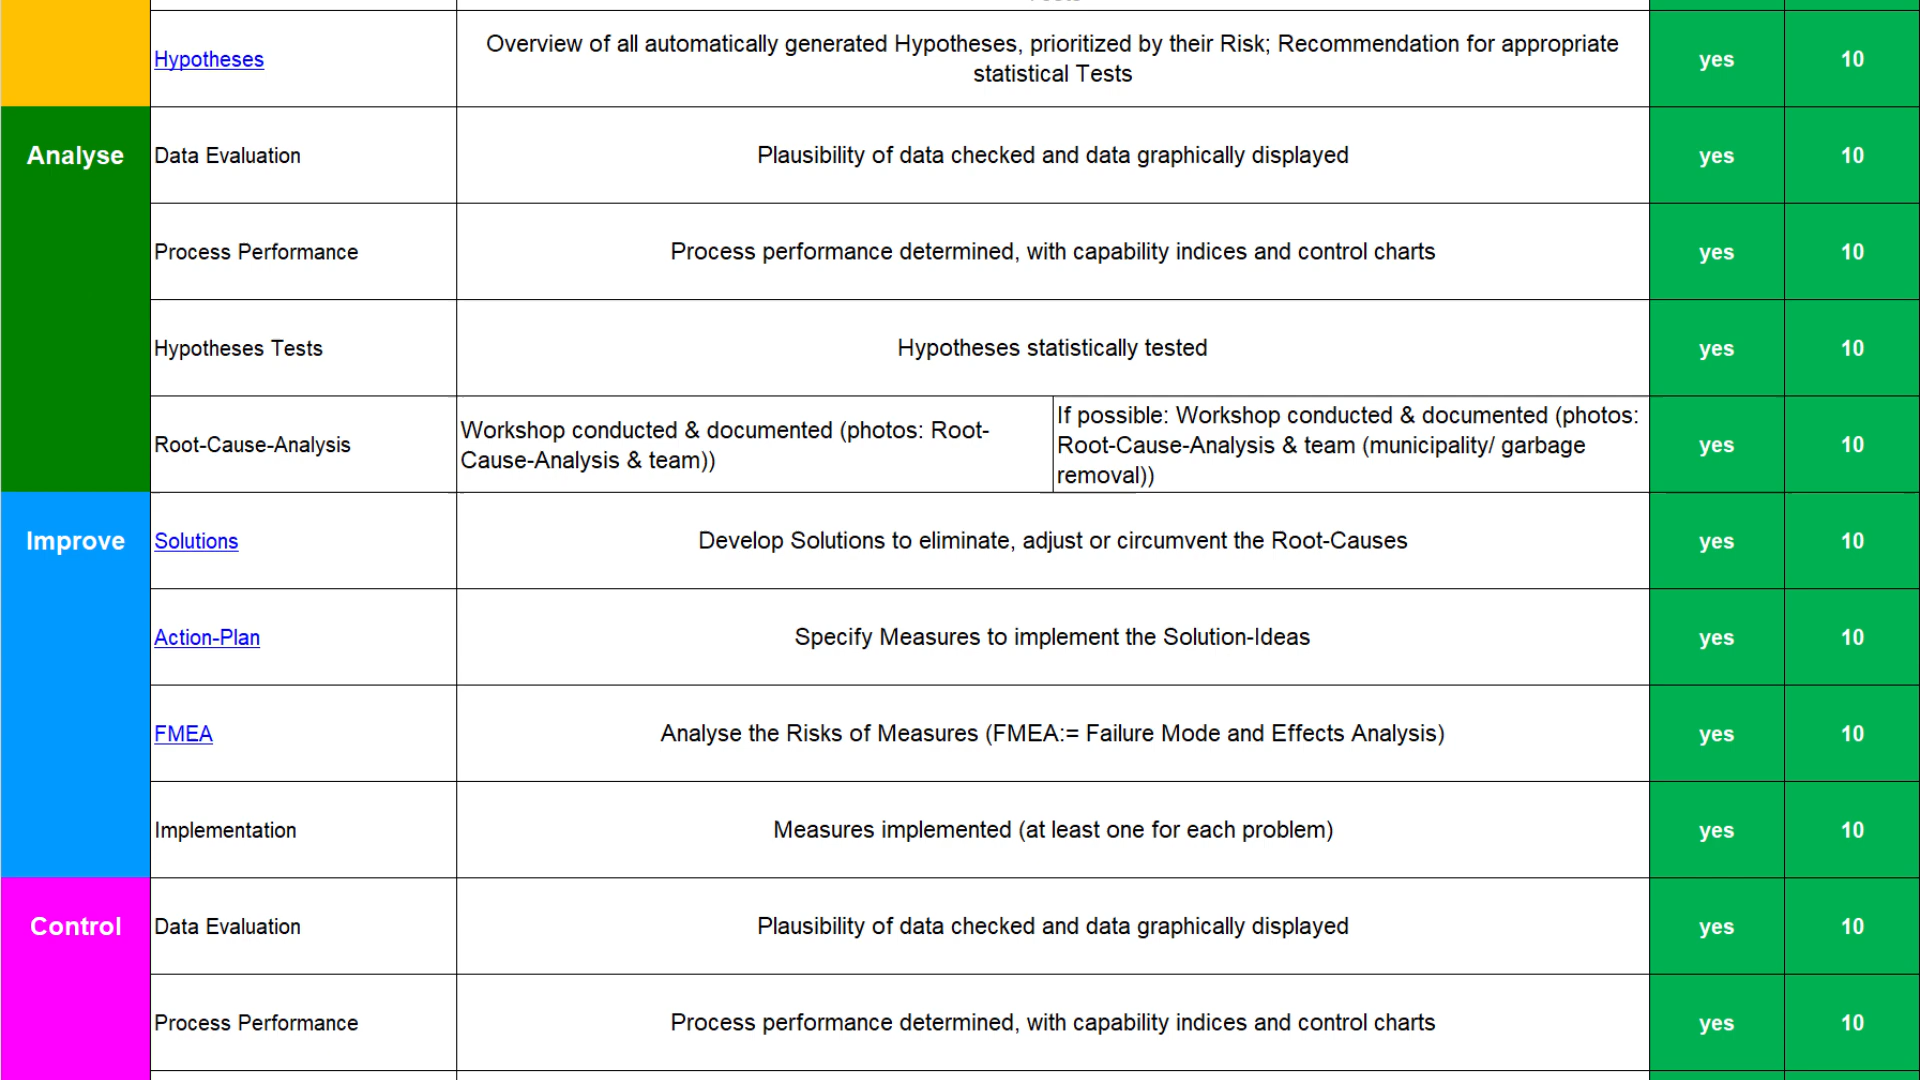 Hypotheses
Overview of all automatically generated Hypotheses, prioritized by their Risk; Recommendation for appropriate
statistical Tests
yes
10
Analyse
Data Evaluation
Plausibility of data checked and data graphically displayed
yes
10
Process Performance
Process performance determined, with capability indices and control charts
yes
10
Hypotheses Tests
Hypotheses statistically tested
yes
10
Root-Cause-Analysis
Workshop conducted & documented (photos: Root-
Cause-Analysis & team))
If possible: Workshop conducted & documented (photos:
Root-Cause-Analysis & team (municipality/ garbage
removal))
yes
10
Improve
Solutions
Develop Solutions to eliminate, adjust or circumvent the Root-Causes
yes
10
Action-Plan
Specify Measures to implement the Solution-Ideas
yes
10
FMEA
Analyse the Risks of Measures (FMEA:= Failure Mode and Effects Analysis)
yes
10
Implementation
Measures implemented (at least one for each problem)
yes
10
Control
Data Evaluation
Plausibility of data checked and data graphically displayed
yes
10
Process Performance
Process performance determined, with capability indices and control charts
yes
10